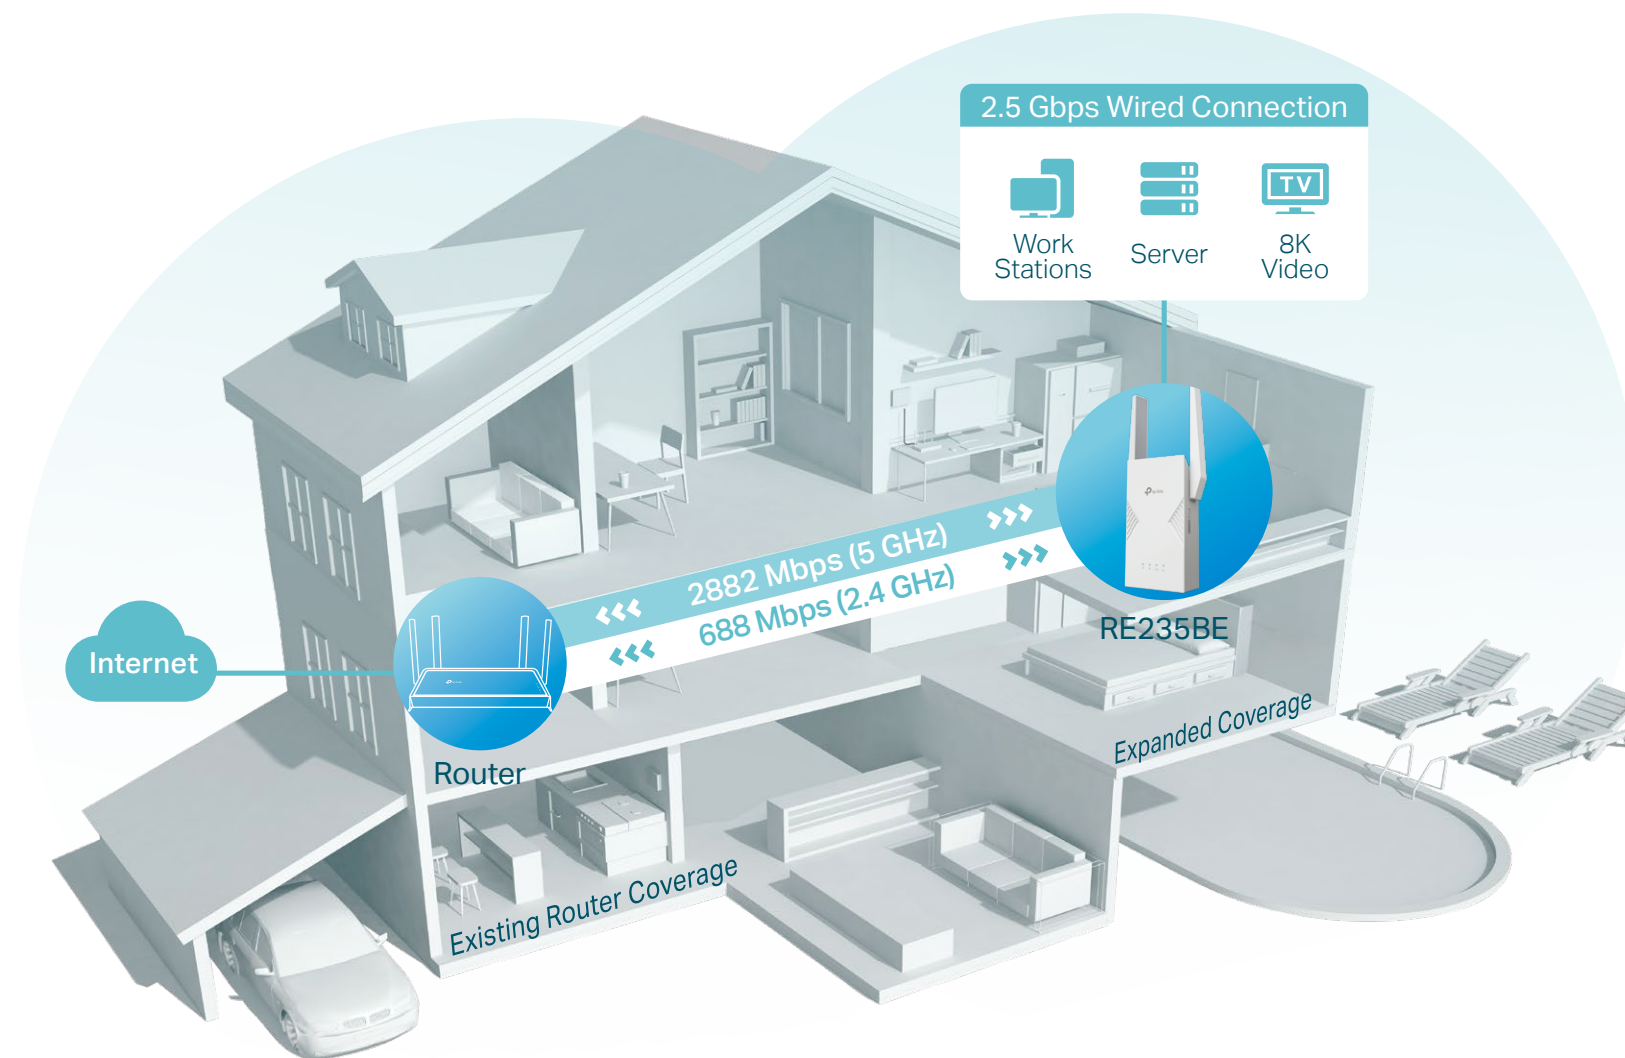 2.5 Gbps Wired Connection
TV
Work
Stations
Server
8K
Video
2882 Mbps (5 GHz)
688 Mbps (2.4 GHz)
RE235BE
Internet
Router
Expanded Coverage
Existing Router Coverage